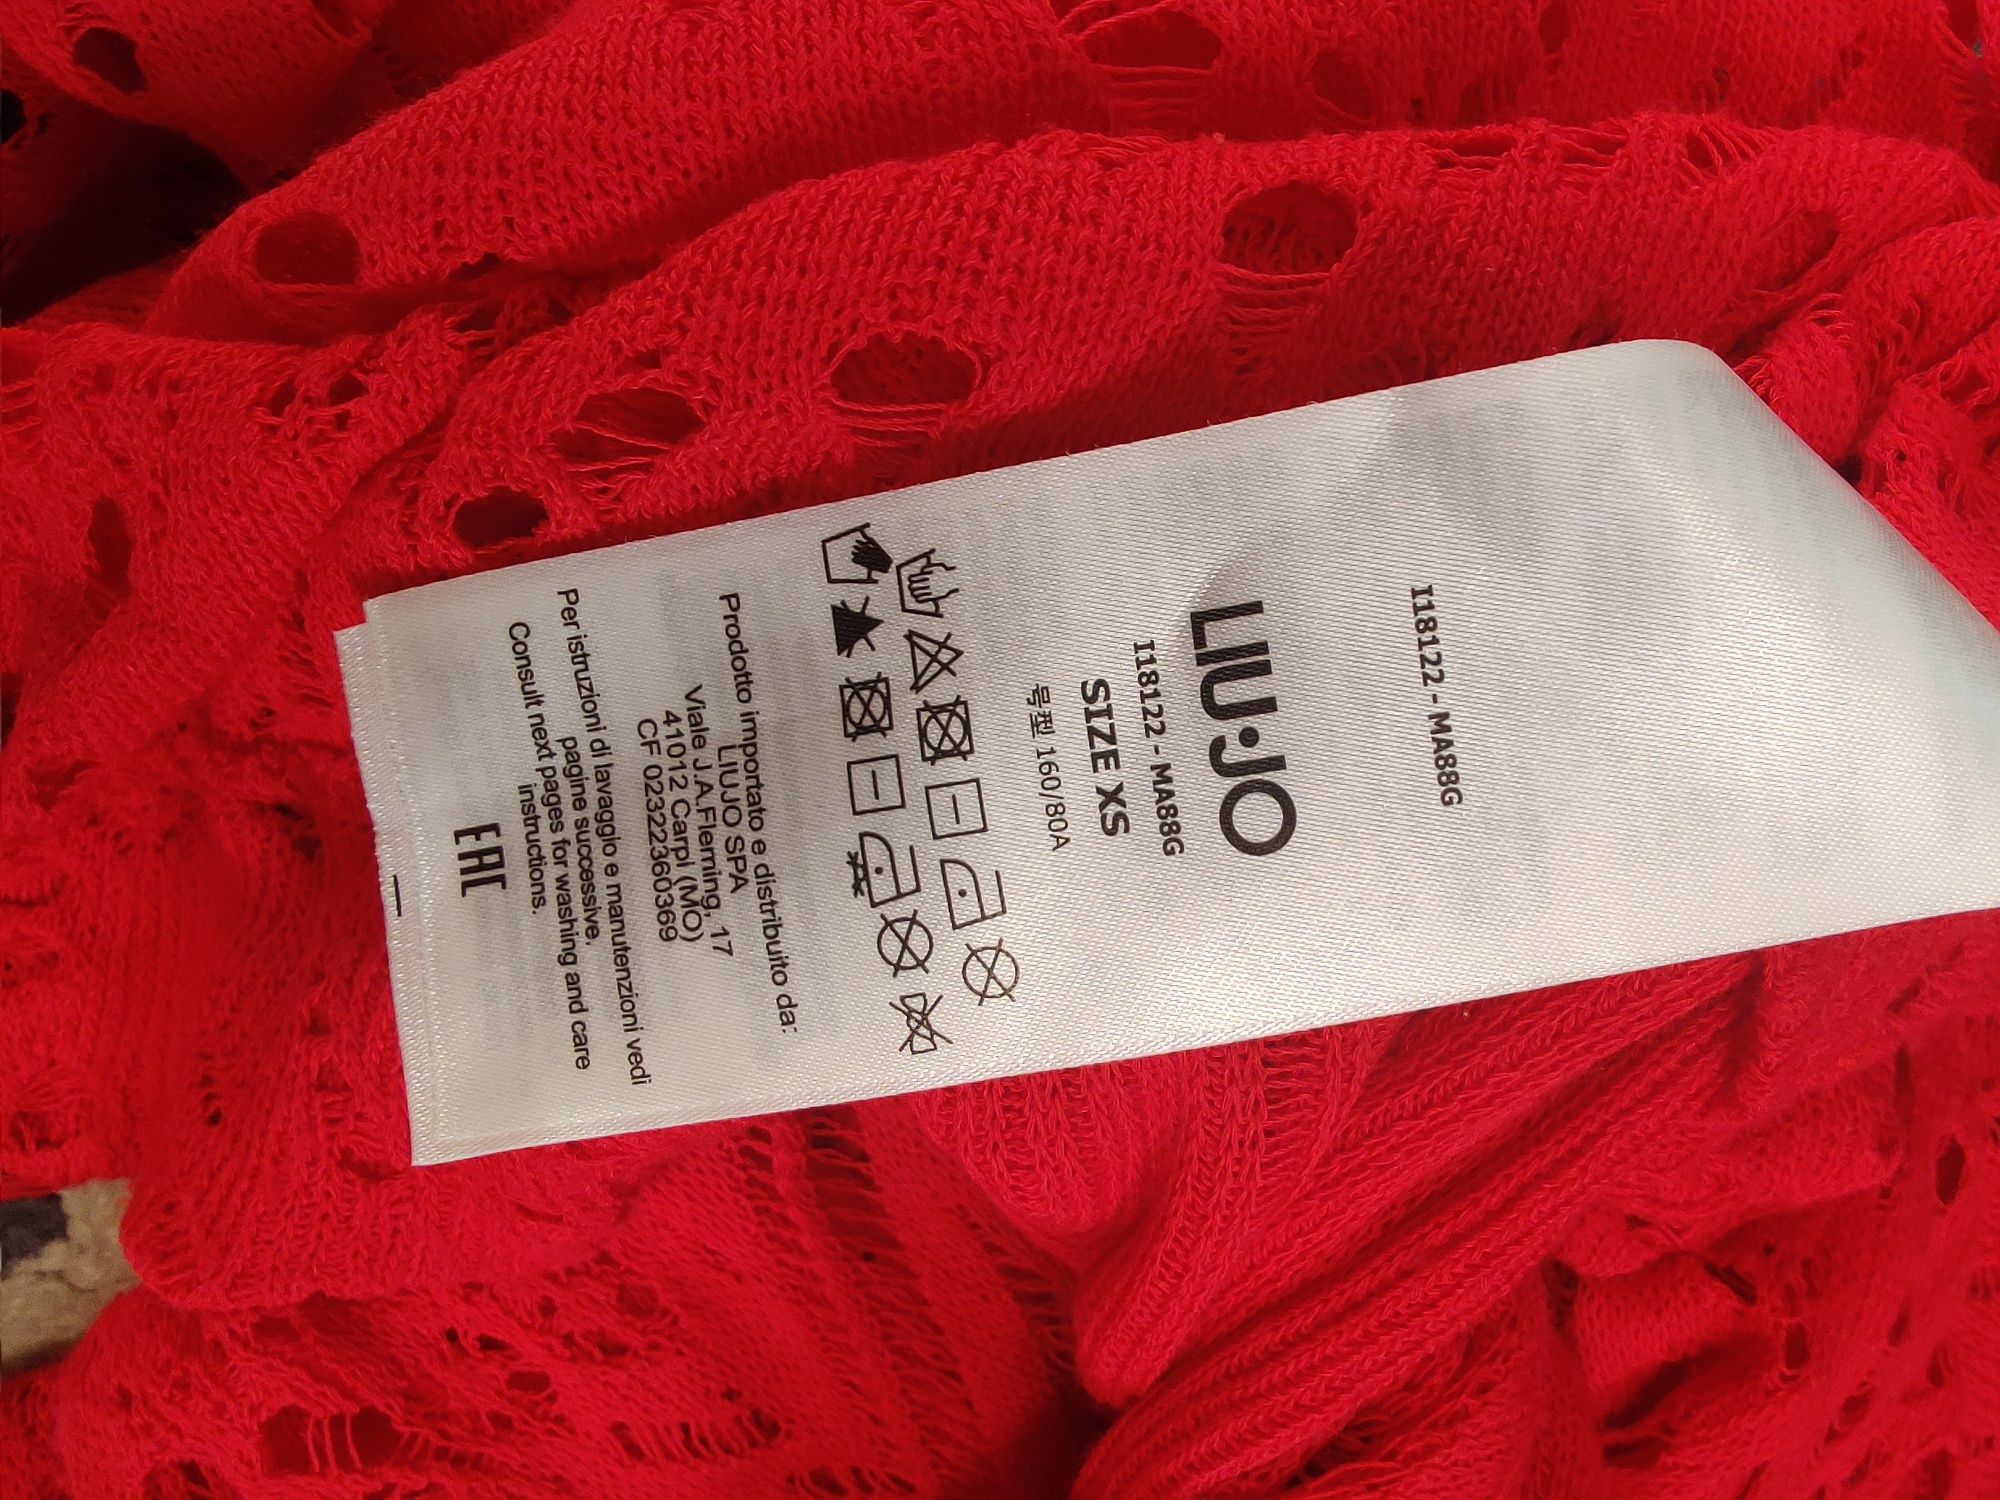 I18122 - MA88G
LIU·JO
I18122 - MA88G
SIZE XS
号型 160/80A
Prodotto importato e distribuito da:
LIUJO SPA
Viale J.A.Fleming, 17
41012 Carpi (MO)
CF 02322360369
Per istruzioni di lavaggio e manutenzioni vedi
pagine successive.
Consult next pages for washing and care
instructions.
EAC